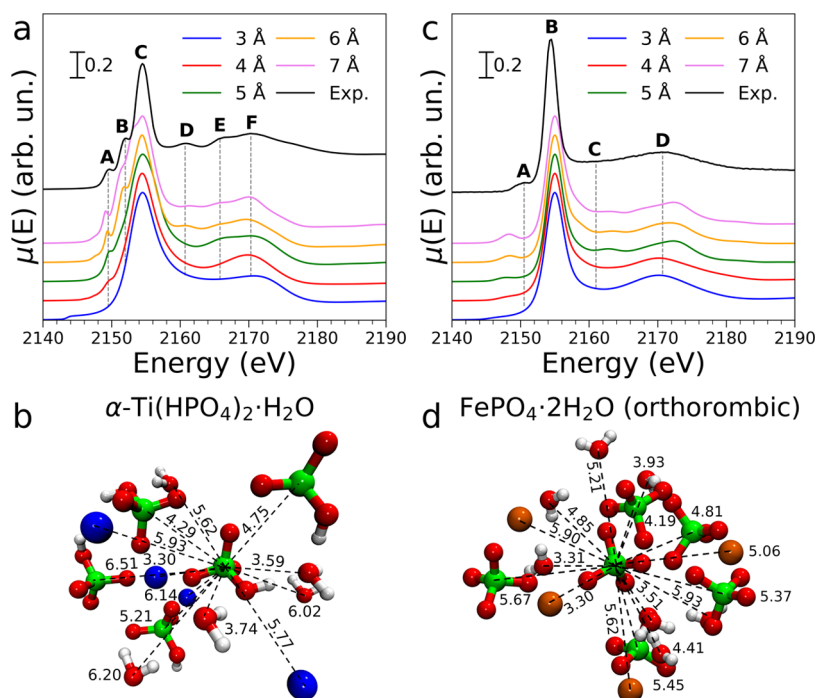 a
0.2
3 Å
4 Å
5 Å
6 Å
7 Å
Exp.
A
B
C
D
E
F
μ(E) (arb. un.)
2140 2150 2160 2170 2180 2190
Energy (eV)
c
0.2
3 Å
4 Å
5 Å
6 Å
7 Å
Exp.
A
B
C
D
μ(E) (arb. un.)
2140 2150 2160 2170 2180 2190
Energy (eV)
b
α-Ti(HPO₄)₂·H₂O
5.62
4.29
5.93
4.75
6.51
3.30
3.59
6.14
6.02
5.21
3.74
5.77
6.20
d
FePO₄·2H₂O (orthorombic)
5.21
3.93
4.85
4.19
4.81
5.90
5.06
3.31
5.67
3.30
5.51
5.93
5.37
5.62
4.41
5.45